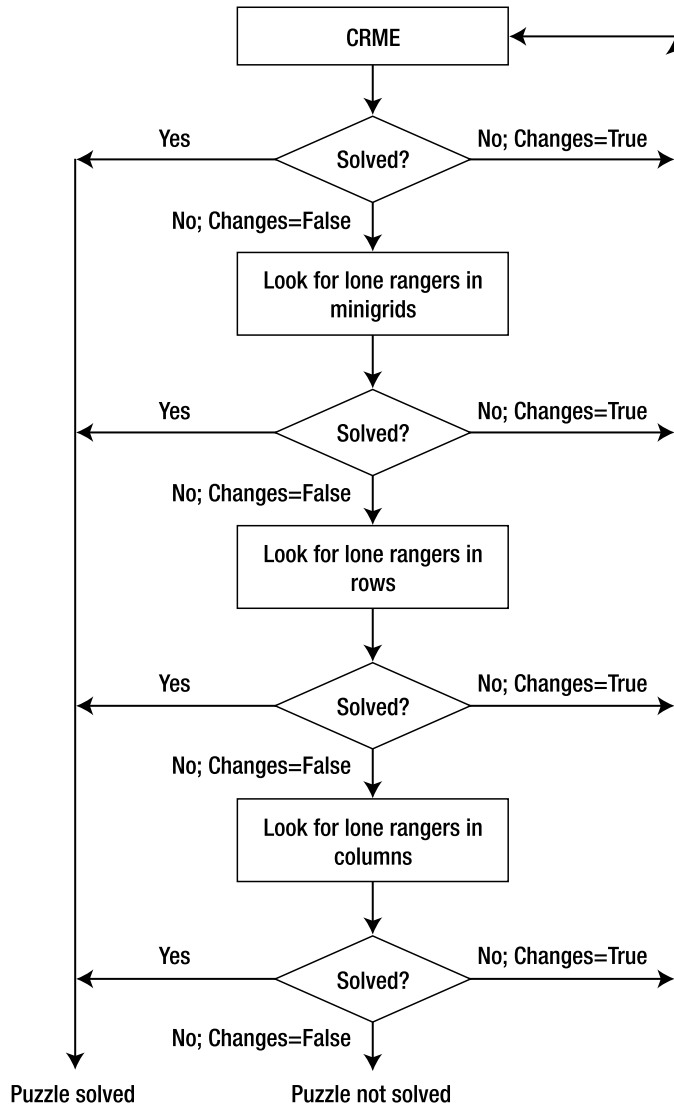 CRME
Yes
Solved?
No; Changes=True
No; Changes=False
Look for lone rangers in
minigrids
Yes
Solved?
No; Changes=True
No; Changes=False
Look for lone rangers in
rows
Yes
Solved?
No; Changes=True
No; Changes=False
Look for lone rangers in
columns
Yes
Solved?
No; Changes=True
No; Changes=False
Puzzle solved
Puzzle not solved